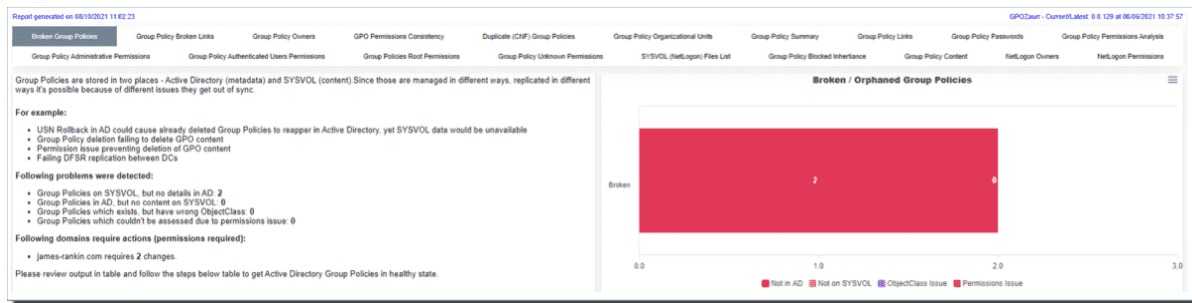 Report generated on 08/10/2021 11:02:23
GPOZaurr - Current/Latest: 0.0.129 at 06/06/2021 10:37:57
Broken Group Policies
Group Policy Broken Links
Group Policy Owners
GPO Permissions Consistency
Duplicate (CNF) Group Policies
Group Policy Organizational Units
Group Policy Summary
Group Policy Links
Group Policy Passwords
Group Policy Permissions Analysis
Group Policy Administrative Permissions
Group Policy Authenticated Users Permissions
Group Policies Root Permissions
Group Policy Unknown Permissions
SYSVOL (NetLogon) Files List
Group Policy Blocked Inheritance
Group Policy Content
NetLogon Owners
NetLogon Permissions
Group Policies are stored in two places - Active Directory (metadata) and SYSVOL (content).Since those are managed in different ways, replicated in different
ways it's possible because of different issues they get out of sync.
For example:
USN Rollback in AD could cause already deleted Group Policies to reapper in Active Directory, yet SYSVOL data would be unavailable
Group Policy deletion failing to delete GPO content
Permission issue preventing deletion of GPO content
Failing DFSR replication between DCs
Following problems were detected:
Group Policies on SYSVOL, but no details in AD: 2
Group Policies in AD, but no content on SYSVOL: 0
Group Policies which exists, but have wrong ObjectClass: 0
Group Policies which couldn't be assessed due to permissions issue: 0
Following domains require actions (permissions required):
james-rankin.com requires 2 changes.
Please review output in table and follow the steps below table to get Active Directory Group Policies in healthy state.
Broken / Orphaned Group Policies
Broken
2
0
0.0
1.0
2.0
3.0
Not in AD
Not on SYSVOL
ObjectClass Issue
Permissions Issue